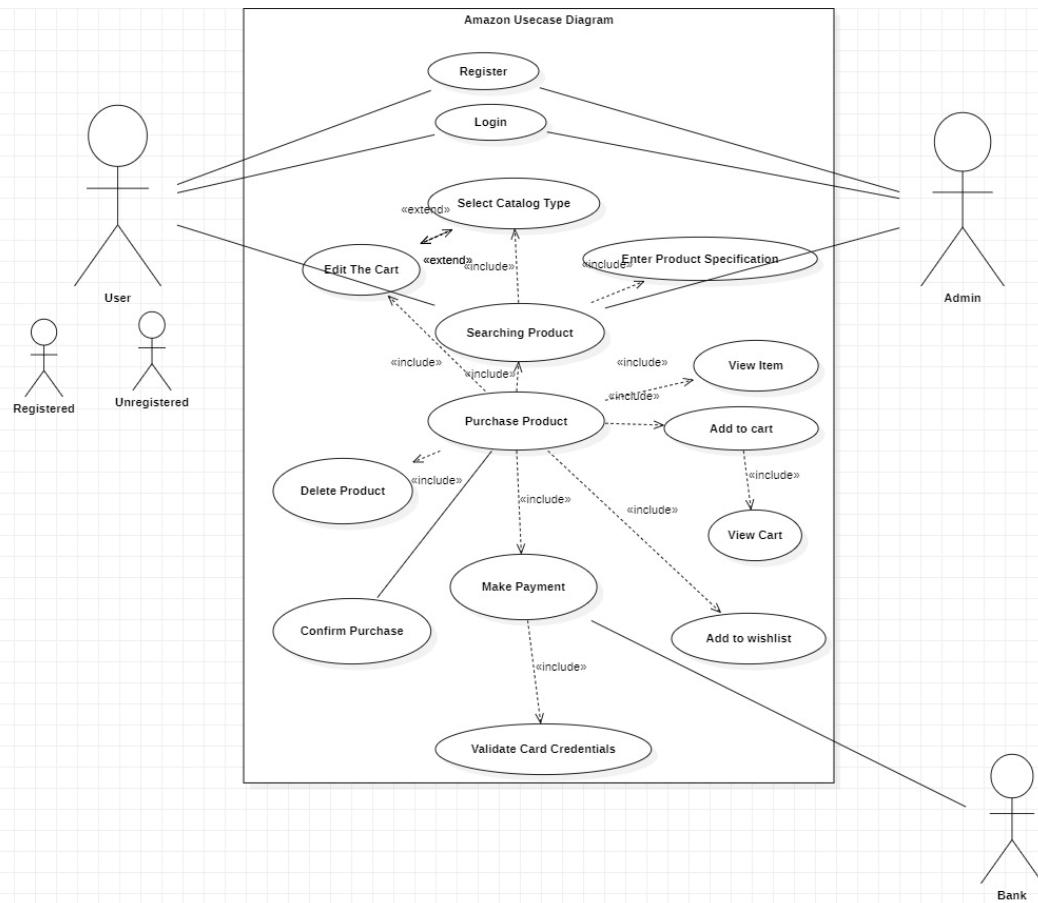 Amazon Usecase Diagram
Register
Login
Select Catalog Type
«extend»
Edit The Cart
«extend»
«include»
«include»
Enter Product Specification
User
Admin
Searching Product
Registered
Unregistered
«include»
«include»
«include»
View Item
«include»
Purchase Product
Add to cart
Delete Product
«include»
«include»
«include»
«include»
View Cart
Make Payment
Confirm Purchase
Add to wishlist
«include»
Validate Card Credentials
Bank